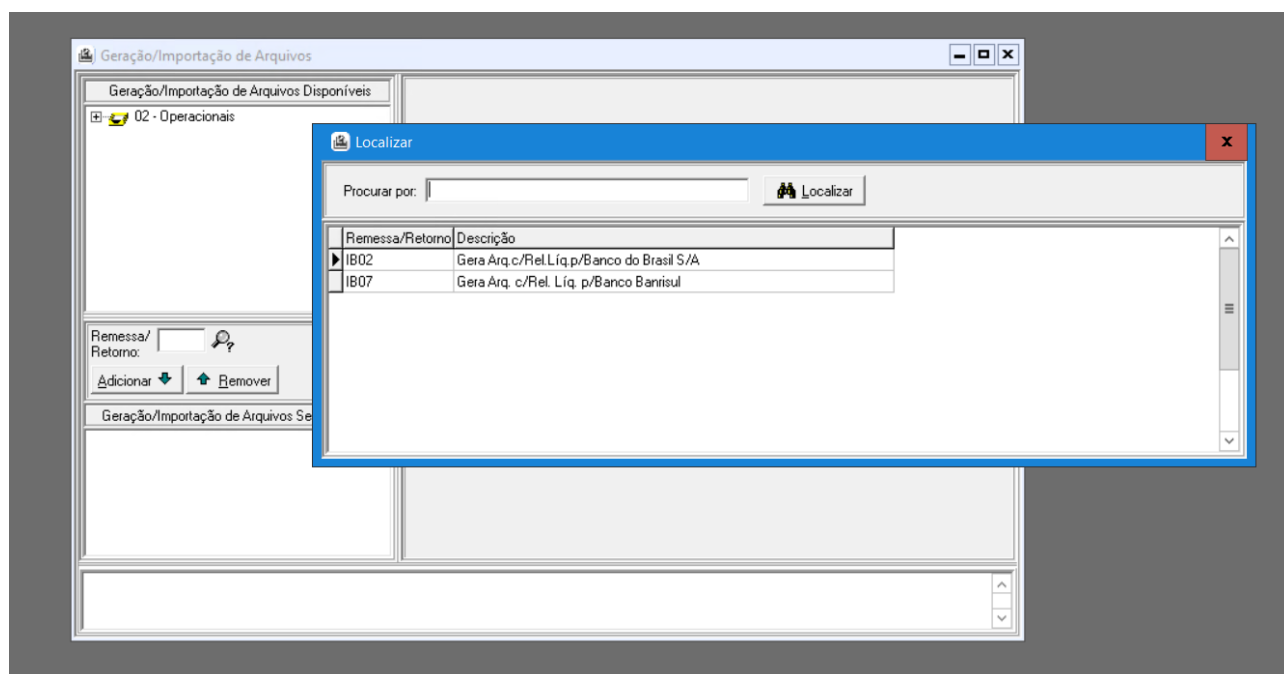 Geração/Importação de Arquivos
Geração/Importação de Arquivos Disponíveis
02 - Operacionais
Localizar
Procurar por:
Localizar
Remessa/Retorno Descrição
IB02 Gera Arq.c/Rel.Líq.p/Banco do Brasil S/A
IB07 Gera Arq. c/Rel. Líq. p/Banco Banrisul
Remessa/
Retorno:
Adicionar Remover
Geração/Importação de Arquivos Se